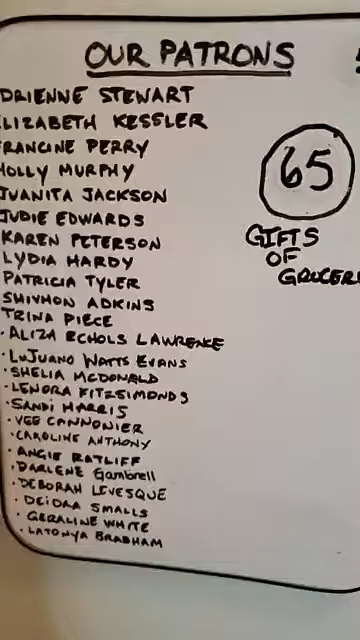 OUR PATRONS
DRIENNE STEWART
ELIZABETH KESSLER
FRANCINE PERRY
HOLLY MURPHY
JUANITA JACKSON
JUDIE EDWARDS
KAREN PETERSON
LYDIA HARDY
PATRICIA TYLER
SHIVHON ADKINS
TRINA PIECE
· ALIZA ECHOLS LAWRENCE
· LUJUANO WATTS EVANS
· SHELIA MCDONALD
· LENORA FITZSIMONDS
· SANDI HARRIS
· VEE CANNONIER
· CAROLINE ANTHONY
· ANGIE RATLIFF
· DARLENE Gambrell
· DEBORAH LEVESQUE
· DEIDRA SMALLS
· GERALINE WHITE
· LATONYA BRABHAM
65
GIFTS
OF
GROCERI